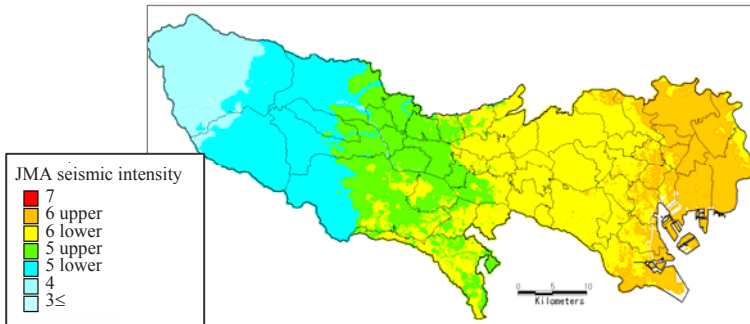 JMA seismic intensity
7
6 upper
6 lower
5 upper
5 lower
4
3≤
0 5 10
Kilometers